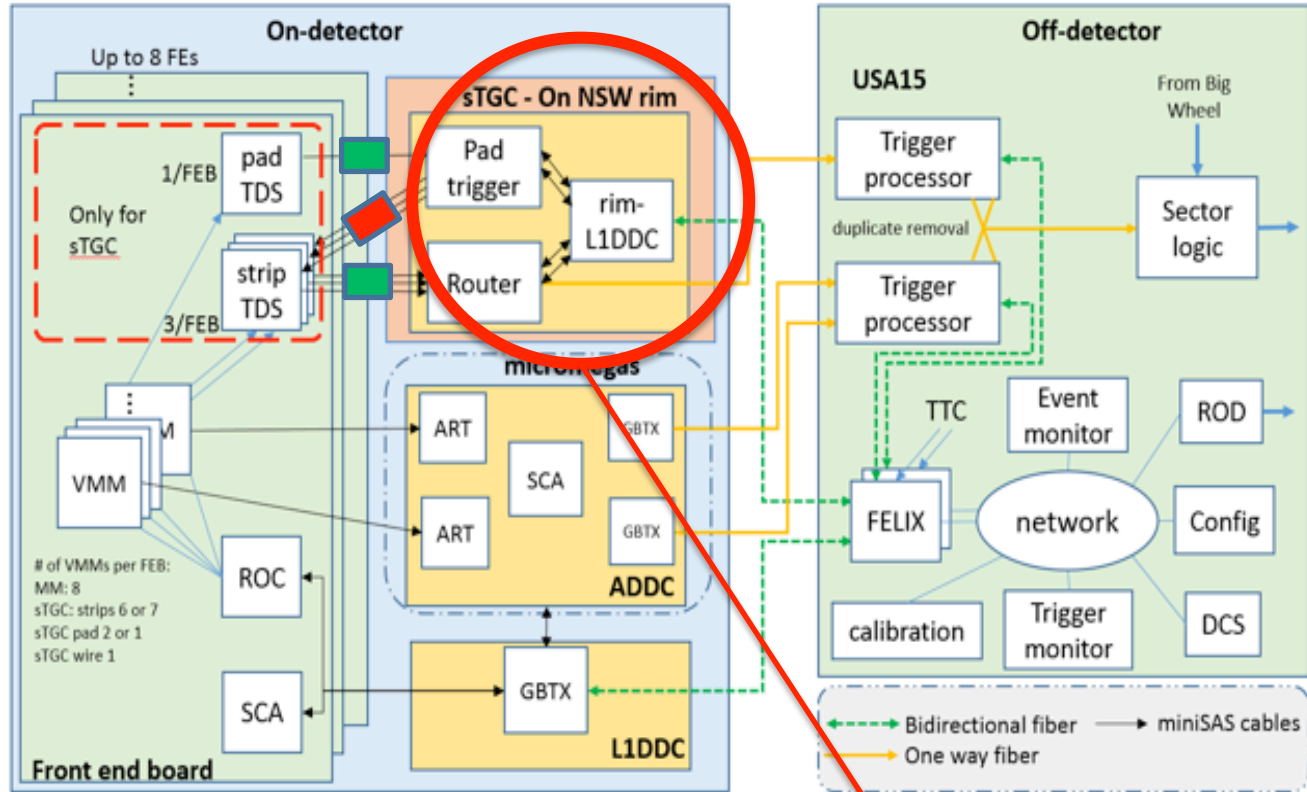 On-detector
Up to 8 FEs
⋮
1/FEB
pad
TDS
Only for
sTGC
strip
TDS
3/FEB
⋮
M
VMM
# of VMMs per FEB:
MM: 8
sTGC: strips 6 or 7
sTGC pad 2 or 1
sTGC wire 1
ROC
SCA
Front end board
sTGC - On NSW rim
Pad
trigger
rim-
L1DDC
Router
ART
GBTX
SCA
ART
GBTX
ADDC
GBTX
L1DDC
Off-detector
USA15
From Big
Wheel
Trigger
processor
duplicate removal
Sector
logic
Trigger
processor
TTC
Event
monitor
ROD
FELIX
network
Config
calibration
Trigger
monitor
DCS
Bidirectional fiber
miniSAS cables
One way fiber